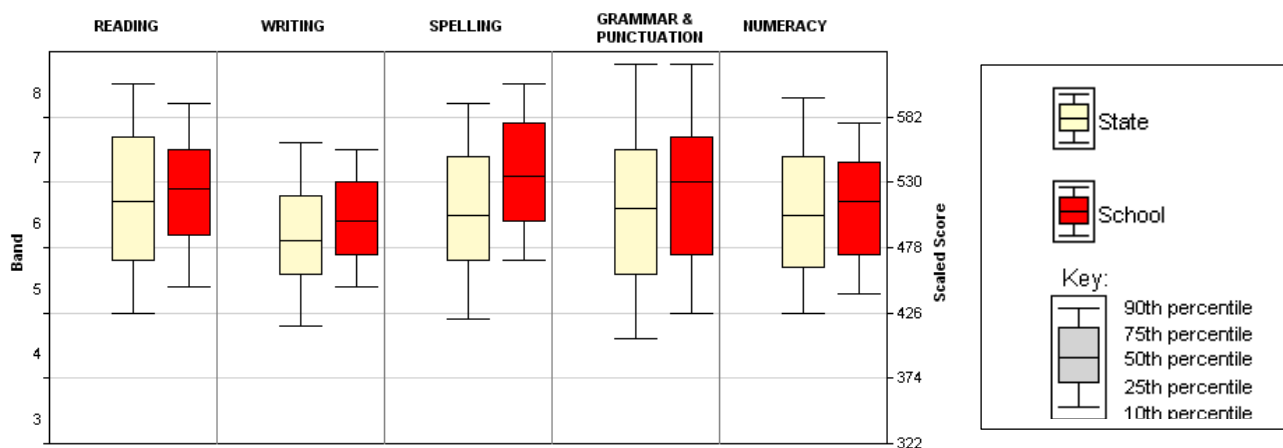 READING
WRITING
SPELLING
GRAMMAR &
PUNCTUATION
NUMERACY
Band
8
7
6
5
4
3
582
530
478
426
374
322
Scaled Score
State
School
Key:
90th percentile
75th percentile
50th percentile
25th percentile
10th percentile